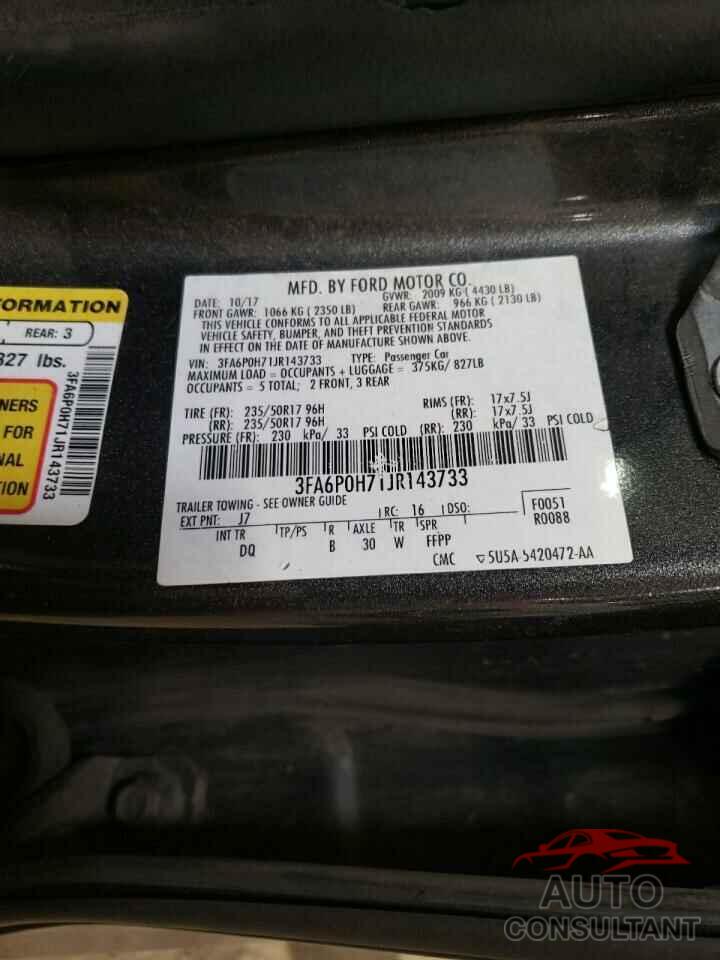 FORMATION
REAR: 3
827 lbs.
NERS
FOR
NAL
TION
3FA6P0H71JR143733
MFD. BY FORD MOTOR CO.
DATE: 10/17 GVWR: 2009 KG ( 4430 LB)
FRONT GAWR: 1066 KG ( 2350 LB) REAR GAWR: 966 KG ( 2130 LB)
THIS VEHICLE CONFORMS TO ALL APPLICABLE FEDERAL MOTOR
VEHICLE SAFETY, BUMPER, AND THEFT PREVENTION STANDARDS
IN EFFECT ON THE DATE OF MANUFACTURE SHOWN ABOVE.
VIN: 3FA6P0H71JR143733 TYPE: Passenger Car
MAXIMUM LOAD = OCCUPANTS + LUGGAGE = 375KG/ 827LB
OCCUPANTS = 5 TOTAL; 2 FRONT, 3 REAR
TIRE (FR): 235/50R17 96H RIMS (FR): 17x7.5J
(RR): 235/50R17 96H (RR): 17x7.5J
PRESSURE (FR): 230 kPa/ 33 PSI COLD (RR): 230 kPa/ 33 PSI COLD
3FA6P0H71JR143733
TRAILER TOWING - SEE OWNER GUIDE
EXT PNT: J7 RC: 16 DSO: F0051
INT TR TP/PS R AXLE TR SPR R0088
DQ B 30 W FFPP
CMC 5U5A-5420472-AA
AUTO
CONSULTANT